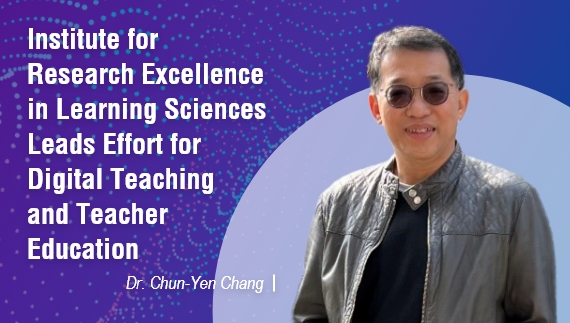 Institute for
Research Excellence
in Learning Sciences
Leads Effort for
Digital Teaching
and Teacher
Education
Dr. Chun-Yen Chang |